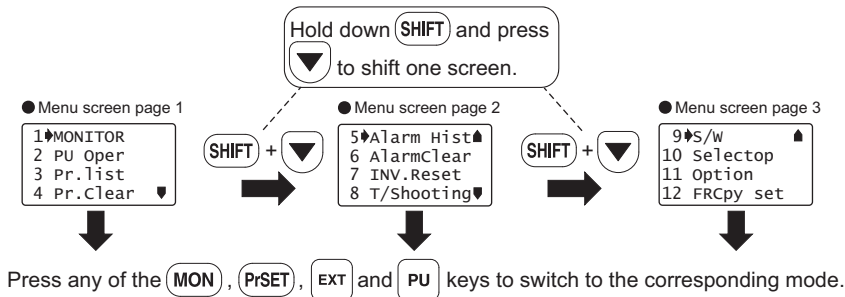 Hold down SHIFT and press
▼ to shift one screen.
● Menu screen page 1
1 MONITOR
2 PU Oper
3 Pr.list
4 Pr.Clear
SHIFT + ▼
● Menu screen page 2
5 Alarm Hist
6 AlarmClear
7 INV.Reset
8 T/Shooting
SHIFT + ▼
● Menu screen page 3
9 S/W
10 Selectop
11 Option
12 FRCpy set
Press any of the MON , PrSET , EXT and PU keys to switch to the corresponding mode.